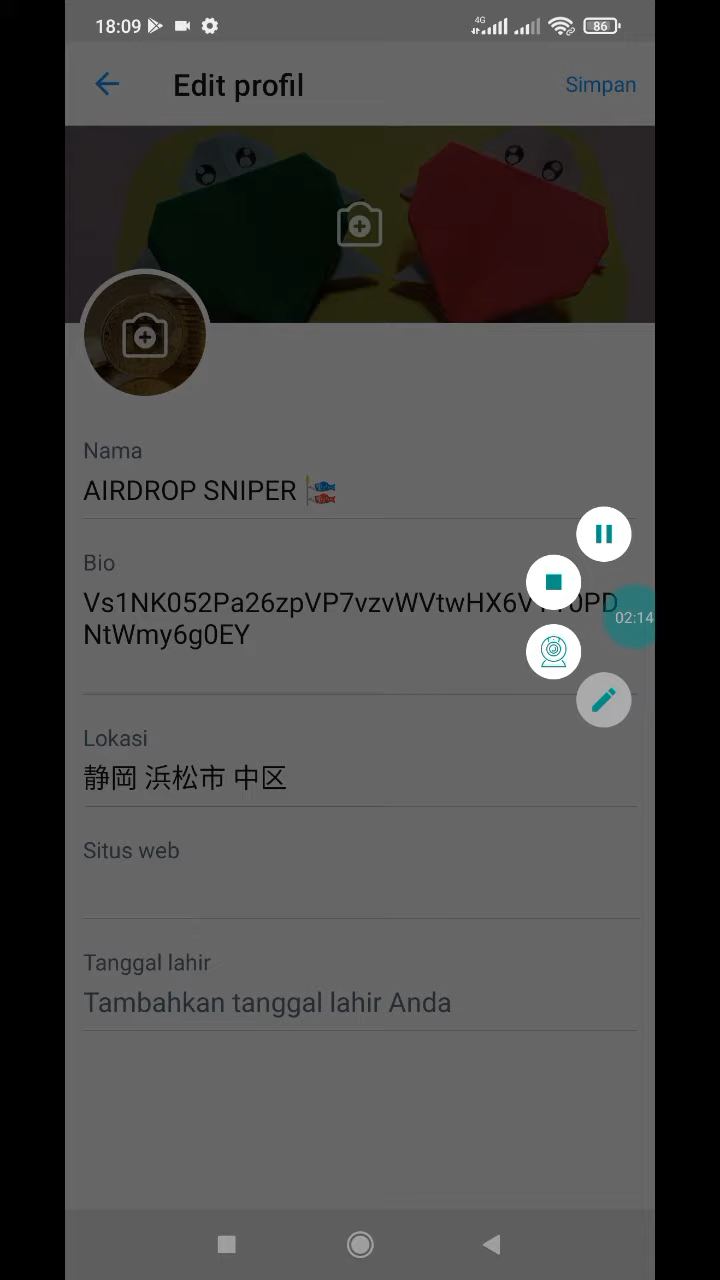 18:09
4G
86
Edit profil
Simpan
Nama
AIRDROP SNIPER 🎏
Bio
NtWmy6g0EY
02:14
Lokasi
静岡 浜松市 中区
Situs web
Tanggal lahir
Tambahkan tanggal lahir Anda